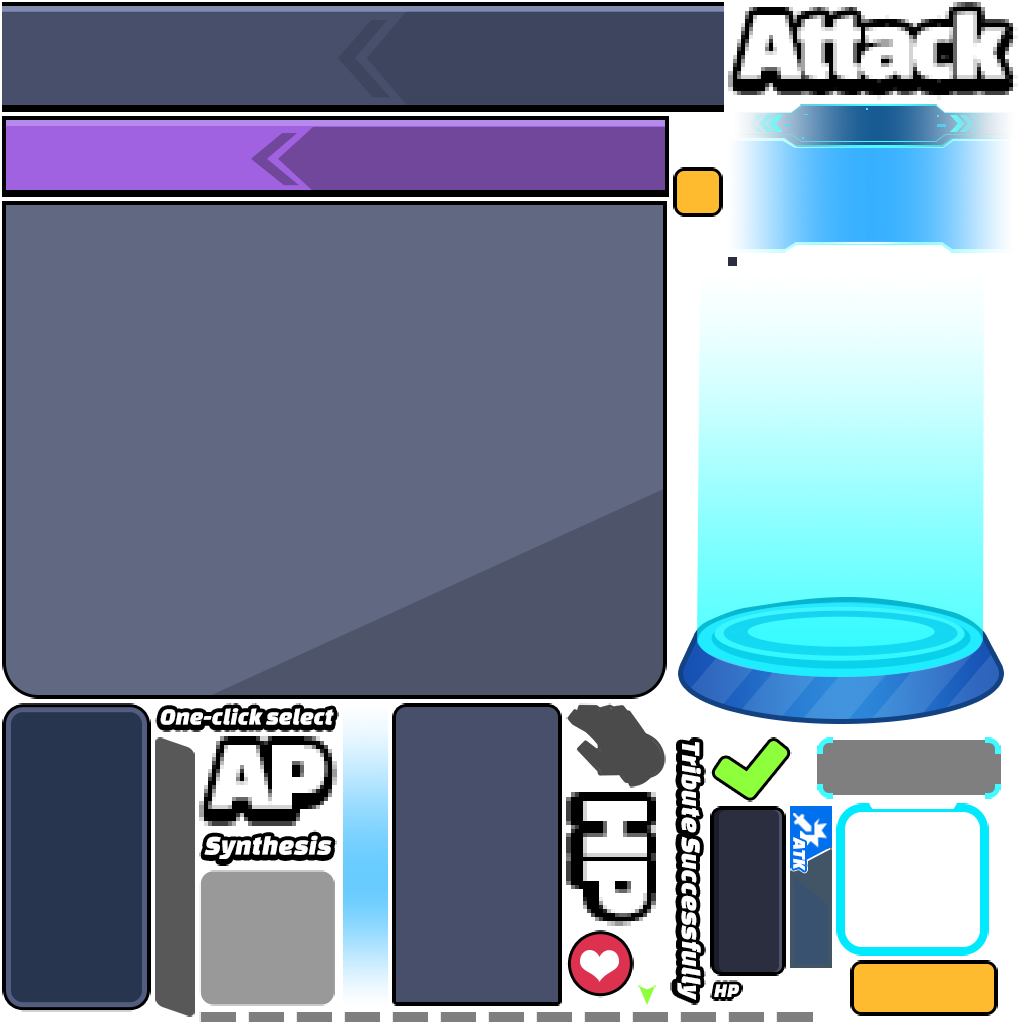 Attack
One-click select
AP
Synthesis
HP
Tribute Successfully
ATK
HP